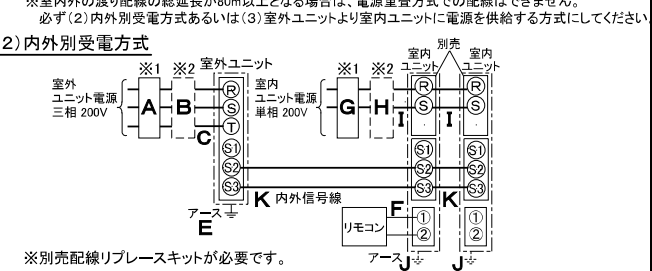 ※室内外の渡り配線の総延長が80m以上となる場合は、電源重畳方式での配線はできません。
必ず(2)内外別受電方式あるいは(3)室外ユニットより室内ユニットに電源を供給する方式にしてください。
2)内外別受電方式
※1 ※2 室外ユニット
室外
ユニット電源
三相 200V
A
B
C
R
S
T
S1
S2
S3
アース
E
K 内外信号線
※1 ※2
室内
ユニット電源
単相 200V
G
H
I
I
別売
室内
ユニット
室内
ユニット
R
S
S1
S2
S3
①
②
R
S
S1
S2
S3
①
②
K
F
リモコン
アース J
J
※別売配線リプレースキットが必要です。